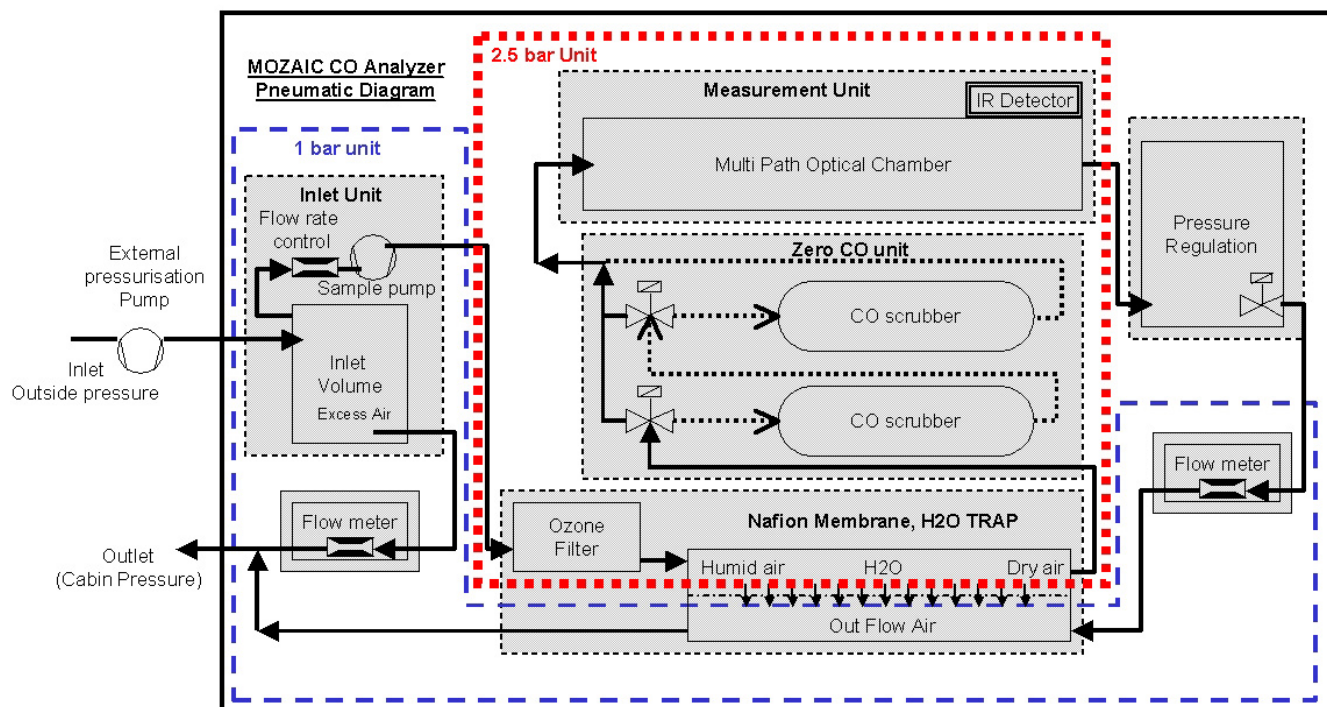 MOZAIC CO Analyzer
Pneumatic Diagram
2.5 bar Unit
Measurement Unit
IR Detector
Multi Path Optical Chamber
1 bar unit
Inlet Unit
Flow rate
control
Sample pump
External
pressurisation
Pump
Inlet
Outside pressure
Inlet
Volume
Excess Air
Zero CO unit
CO scrubber
CO scrubber
Pressure
Regulation
Flow meter
Flow meter
Outlet
(Cabin Pressure)
Ozone
Filter
Nafion Membrane, H2O TRAP
Humid air H2O Dry air
Out Flow Air